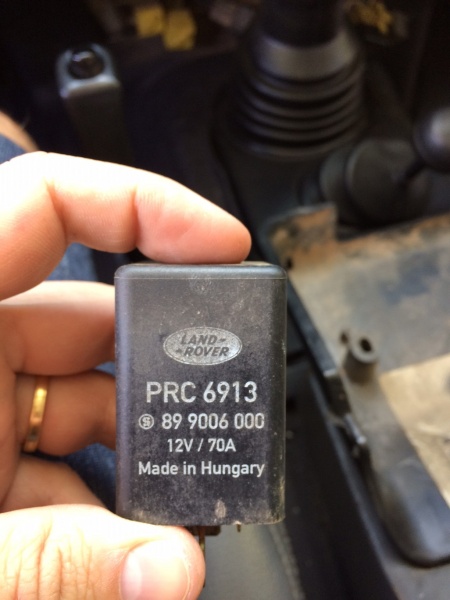 LAND-
-ROVER
PRC 6913
Ⓢ 89 9006 000
12V / 70A
Made in Hungary